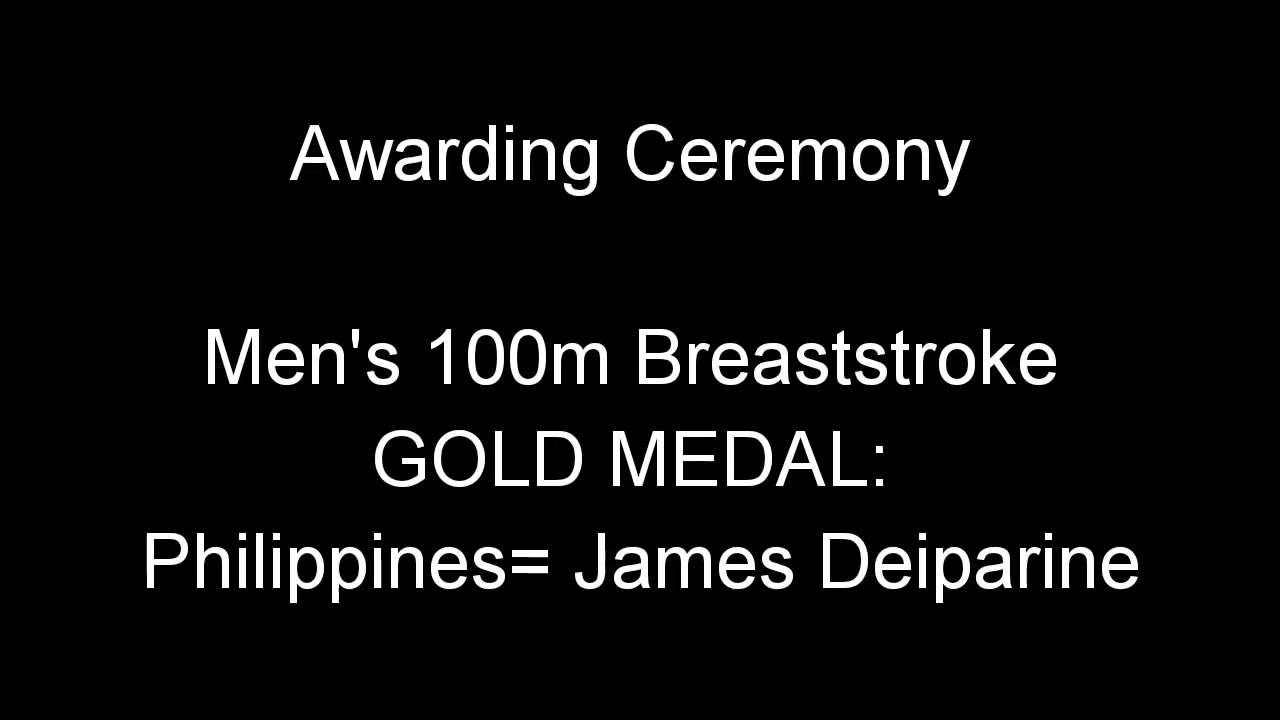 Awarding Ceremony
Men's 100m Breaststroke
GOLD MEDAL:
Philippines= James Deiparine